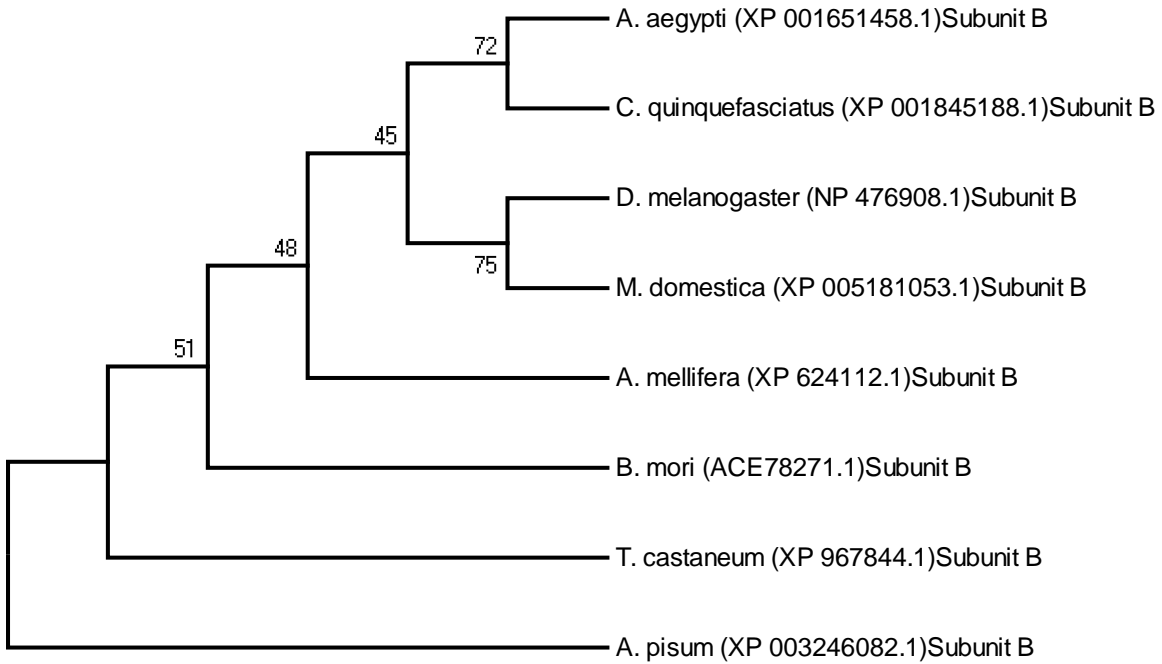 A. aegypti (XP 001651458.1)Subunit B
72
C. quinquefasciatus (XP 001845188.1)Subunit B
45
D. melanogaster (NP 476908.1)Subunit B
48
75
M. domestica (XP 005181053.1)Subunit B
51
A. mellifera (XP 624112.1)Subunit B
B. mori (ACE78271.1)Subunit B
T. castaneum (XP 967844.1)Subunit B
A. pisum (XP 003246082.1)Subunit B